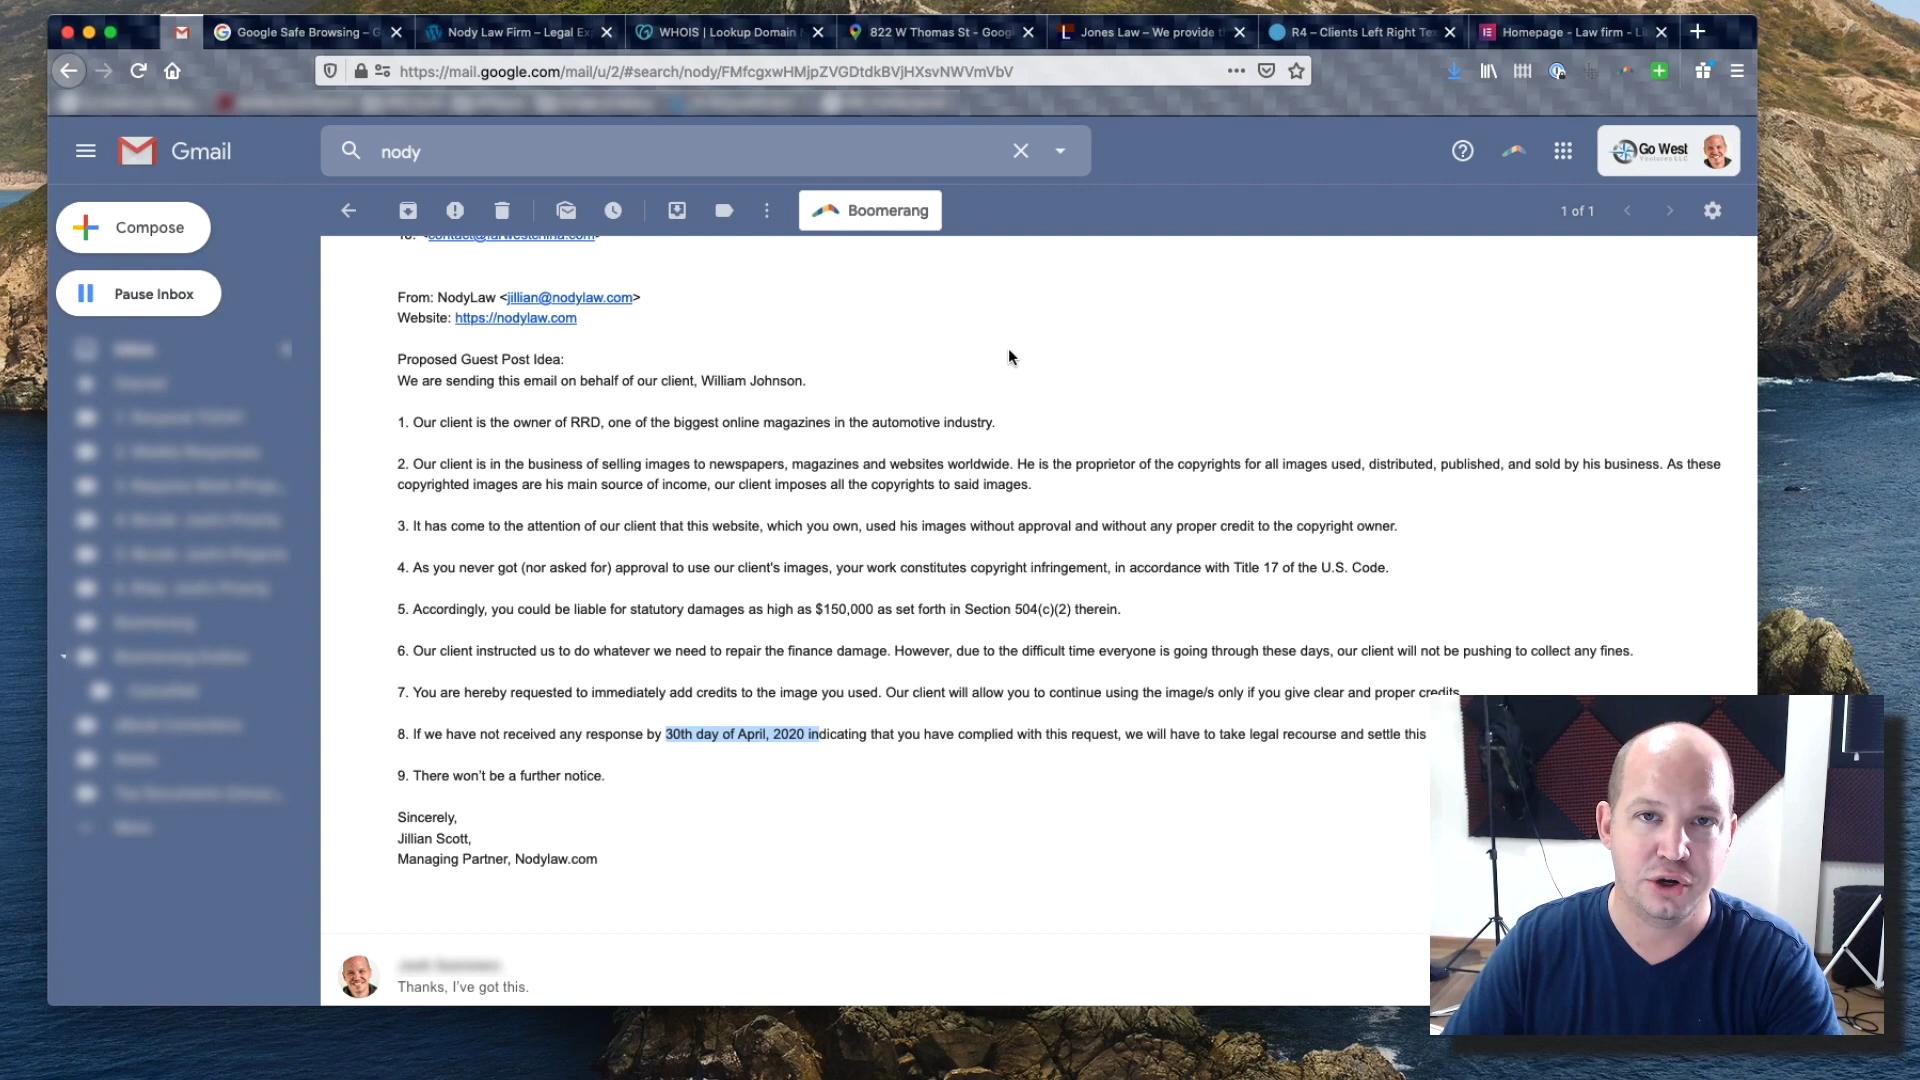 Google Safe Browsing – G
Nody Law Firm – Legal Ex
WHOIS | Lookup Domain
822 W Thomas St - Goog
Jones Law – We provide t
R4 – Clients Left Right Te
Homepage - Law firm - Li
https://mail.google.com/mail/u/2/#search/nody/FMfcgxwHMjpZVGDtdkBVjHXsvNWVmVbV
Gmail
nody
Go West
Ventures LLC
Compose
Boomerang
1 of 1
Pause Inbox
To: <contact@farwestchina.com>
From: NodyLaw <jillian@nodylaw.com>
Website: https://nodylaw.com
Proposed Guest Post Idea:
We are sending this email on behalf of our client, William Johnson.
1. Our client is the owner of RRD, one of the biggest online magazines in the automotive industry.
2. Our client is in the business of selling images to newspapers, magazines and websites worldwide. He is the proprietor of the copyrights for all images used, distributed, published, and sold by his business. As these
copyrighted images are his main source of income, our client imposes all the copyrights to said images.
3. It has come to the attention of our client that this website, which you own, used his images without approval and without any proper credit to the copyright owner.
4. As you never got (nor asked for) approval to use our client's images, your work constitutes copyright infringement, in accordance with Title 17 of the U.S. Code.
5. Accordingly, you could be liable for statutory damages as high as $150,000 as set forth in Section 504(c)(2) therein.
6. Our client instructed us to do whatever we need to repair the finance damage. However, due to the difficult time everyone is going through these days, our client will not be pushing to collect any fines.
7. You are hereby requested to immediately add credits to the image you used. Our client will allow you to continue using the image/s only if you give clear and proper credits
8. If we have not received any response by 30th day of April, 2020 indicating that you have complied with this request, we will have to take legal recourse and settle this
9. There won't be a further notice.
Sincerely,
Jillian Scott,
Managing Partner, Nodylaw.com
Thanks, I've got this.